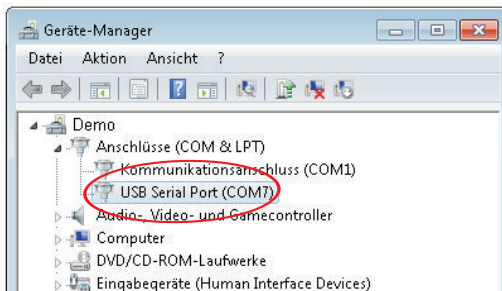 Geräte-Manager
Datei Aktion Ansicht ?
Demo
Anschlüsse (COM & LPT)
Kommunikationsanschluss (COM1)
USB Serial Port (COM7)
Audio-, Video- und Gamecontroller
Computer
DVD/CD-ROM-Laufwerke
Eingabegeräte (Human Interface Devices)